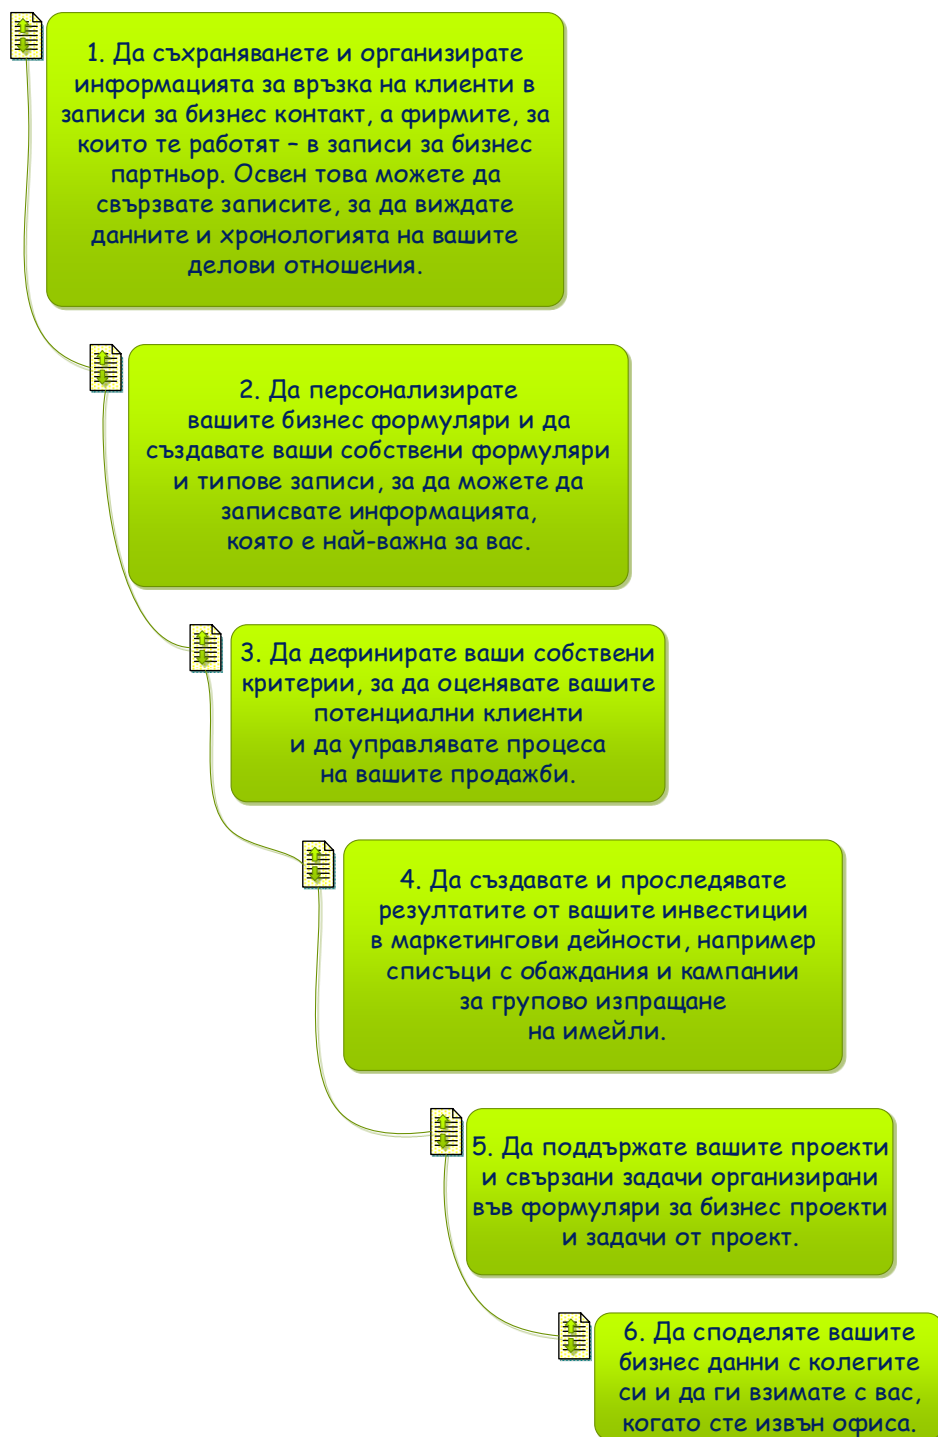 1. Да съхраняванете и организирате
информацията за връзка на клиенти в
записи за бизнес контакт, а фирмите, за
които те работят – в записи за бизнес
партньор. Освен това можете да
свързвате записите, за да виждате
данните и хронологията на вашите
делови отношения.
2. Да персонализирате
вашите бизнес формуляри и да
създавате ваши собствени формуляри
и типове записи, за да можете да
записвате информацията,
която е най-важна за вас.
3. Да дефинирате ваши собствени
критерии, за да оценявате вашите
потенциални клиенти
и да управлявате процеса
на вашите продажби.
4. Да създавате и проследявате
резултатите от вашите инвестиции
в маркетингови дейности, например
списъци с обаждания и кампании
за групово изпращане
на имейли.
5. Да поддържате вашите проекти
и свързани задачи организирани
във формуляри за бизнес проекти
и задачи от проект.
6. Да споделяте вашите
бизнес данни с колегите
си и да ги взимате с вас,
когато сте извън офиса.